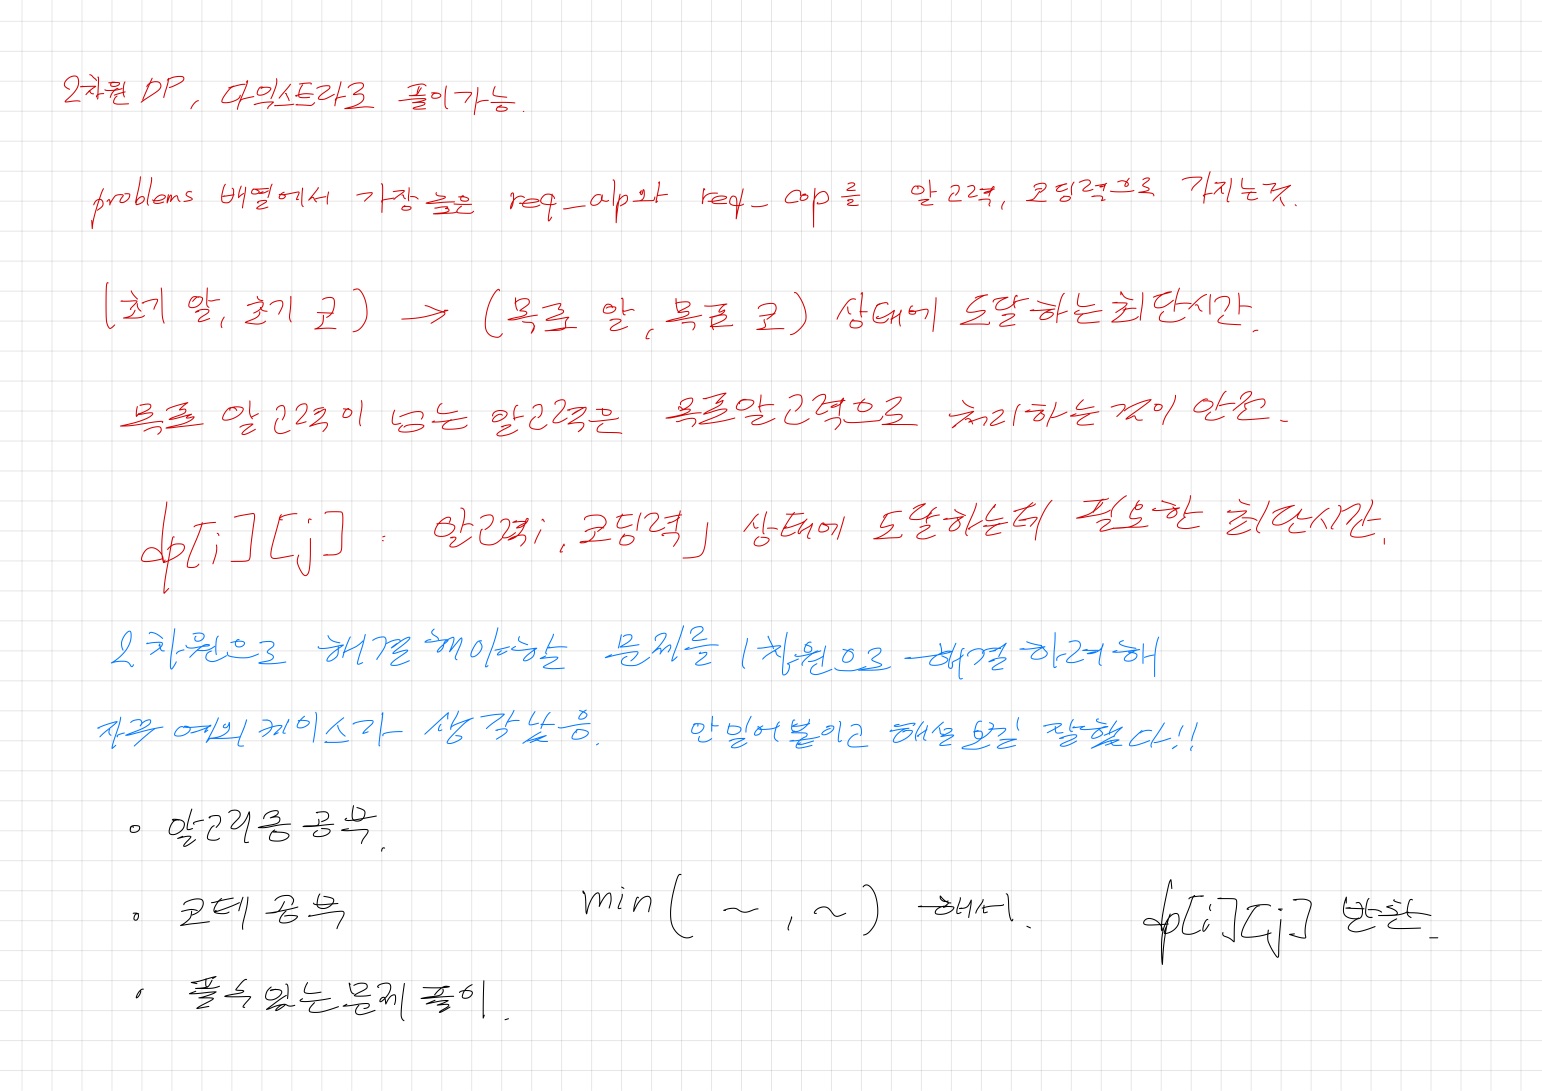 2차원 DP, 다익스트라로 풀이가능.
problems 배열에서 가장 높은 req_alp와 req_cop를 알고력, 코딩력으로 가지는것.
(초기 알, 초기 코) → (목표 알, 목표 코) 상태에 도달하는 최단시간.
목표 알고력이 넘는 알고력은 목표알고력으로 처리하는것이 안전.
dp[i][j] : 알고력i, 코딩력j 상태에 도달하는데 필요한 최단시간.
2차원으로 해결해야할 문제를 1차원으로 해결하려해
자꾸 예외케이스가 생각났음. 안밀어붙이고 해설보길 잘했다!!
• 알고리즘공부.
• 코테 공부 min( ~ , ~ ) 해서. dp[i][j] 반환.
• 풀수있는문제 풀이.